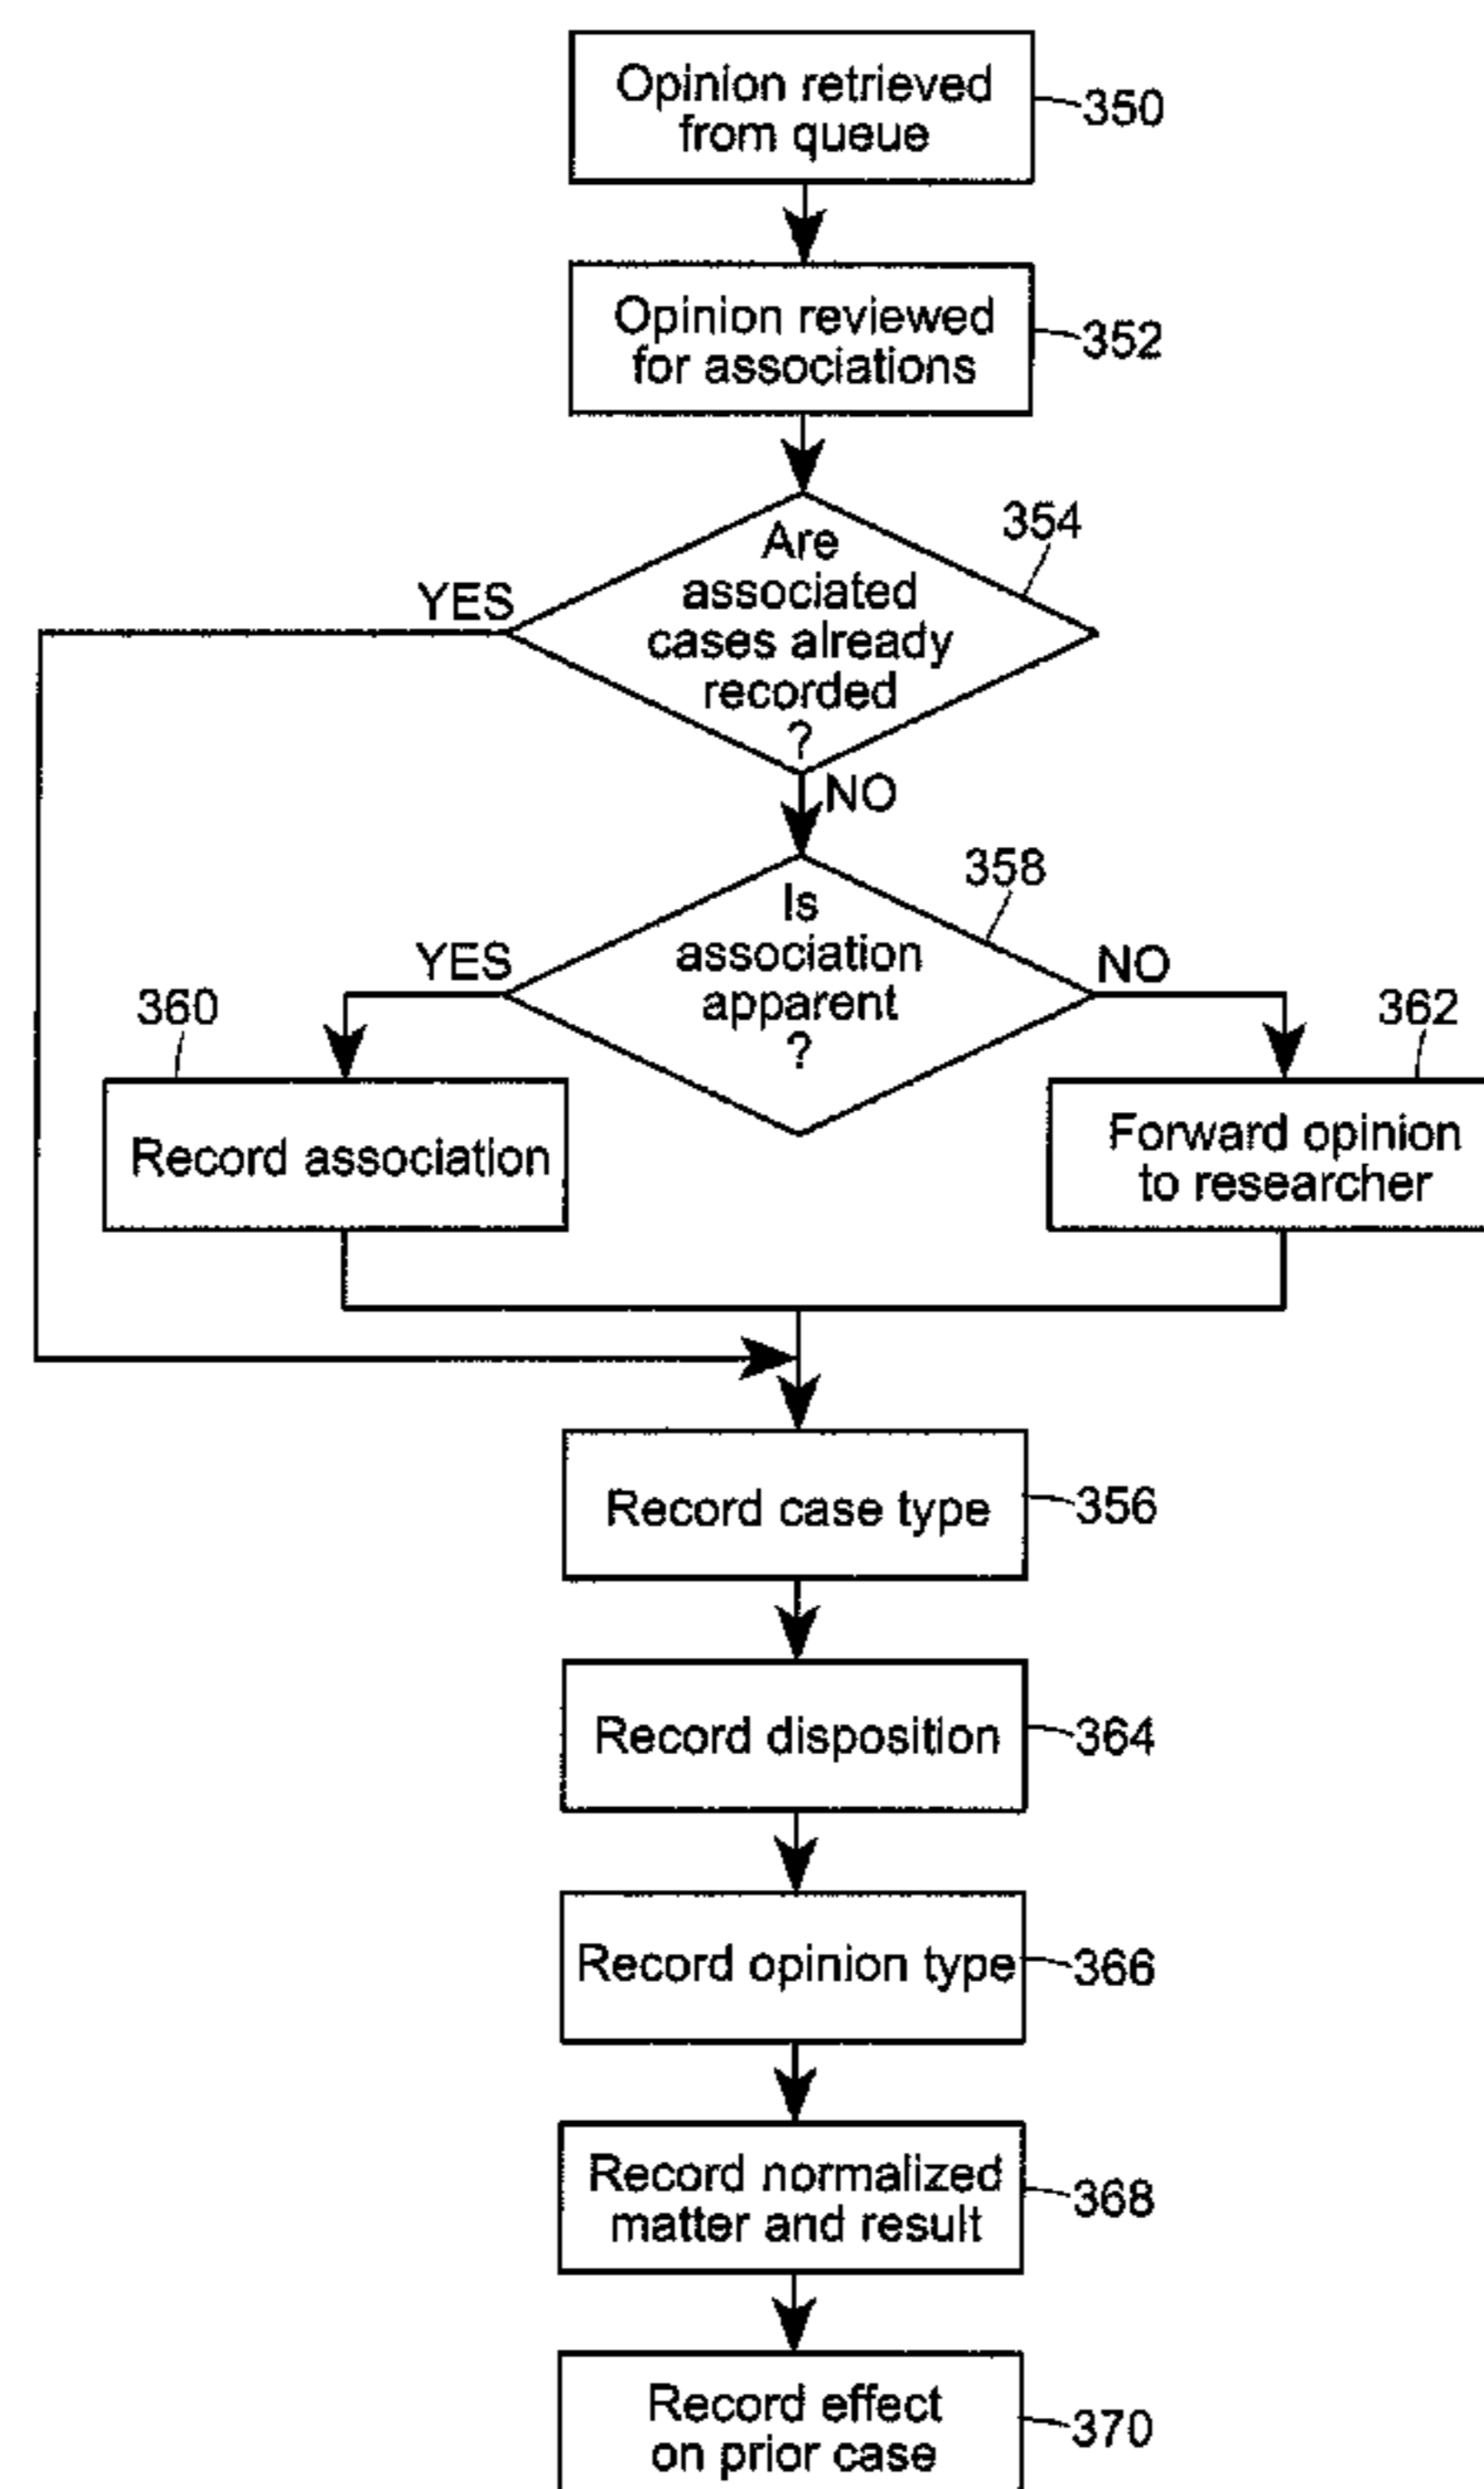 Opinion retrieved
from queue
350
Opinion reviewed
for associations
352
354
Are
associated
cases already
recorded
?
YES
NO
358
Is
association
apparent
?
YES
NO
360
362
Record association
Forward opinion
to researcher
Record case type
356
Record disposition
364
Record opinion type
366
Record normalized
matter and result
368
Record effect
on prior case
370